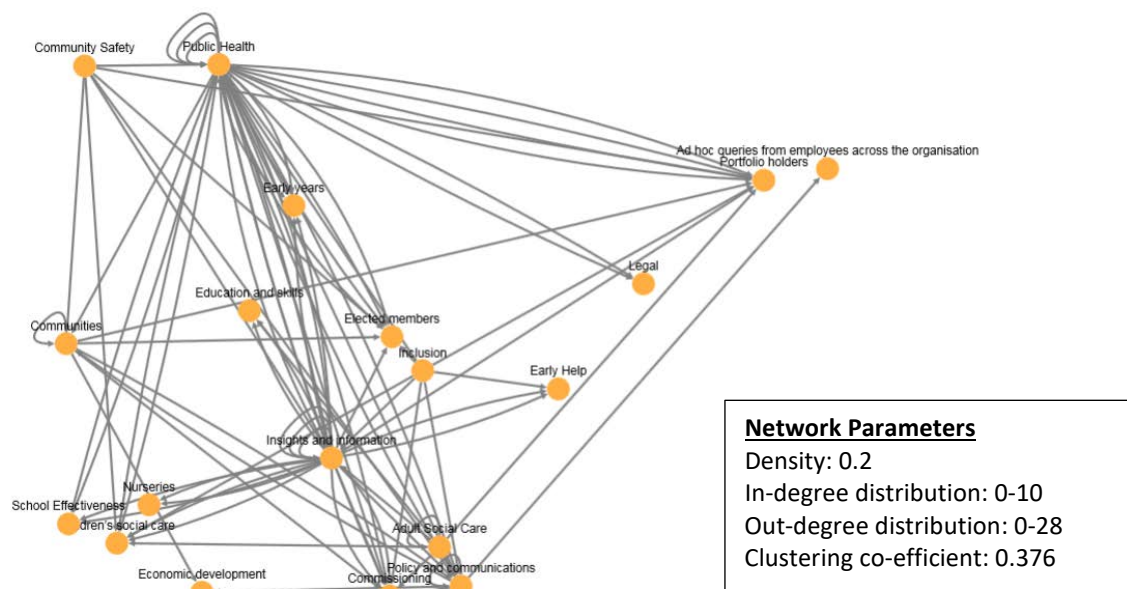 Community Safety
Public Health
Ad hoc queries from employees across the organisation
Portfolio holders
Early years
Legal
Education and skills
Elected members
Communities
Inclusion
Early Help
Insights and information
Nurseries
School Effectiveness
dren's social care
Adult Social Care
Policy and communications
Economic development
Commissioning
Network Parameters
Density: 0.2
In-degree distribution: 0-10
Out-degree distribution: 0-28
Clustering co-efficient: 0.376